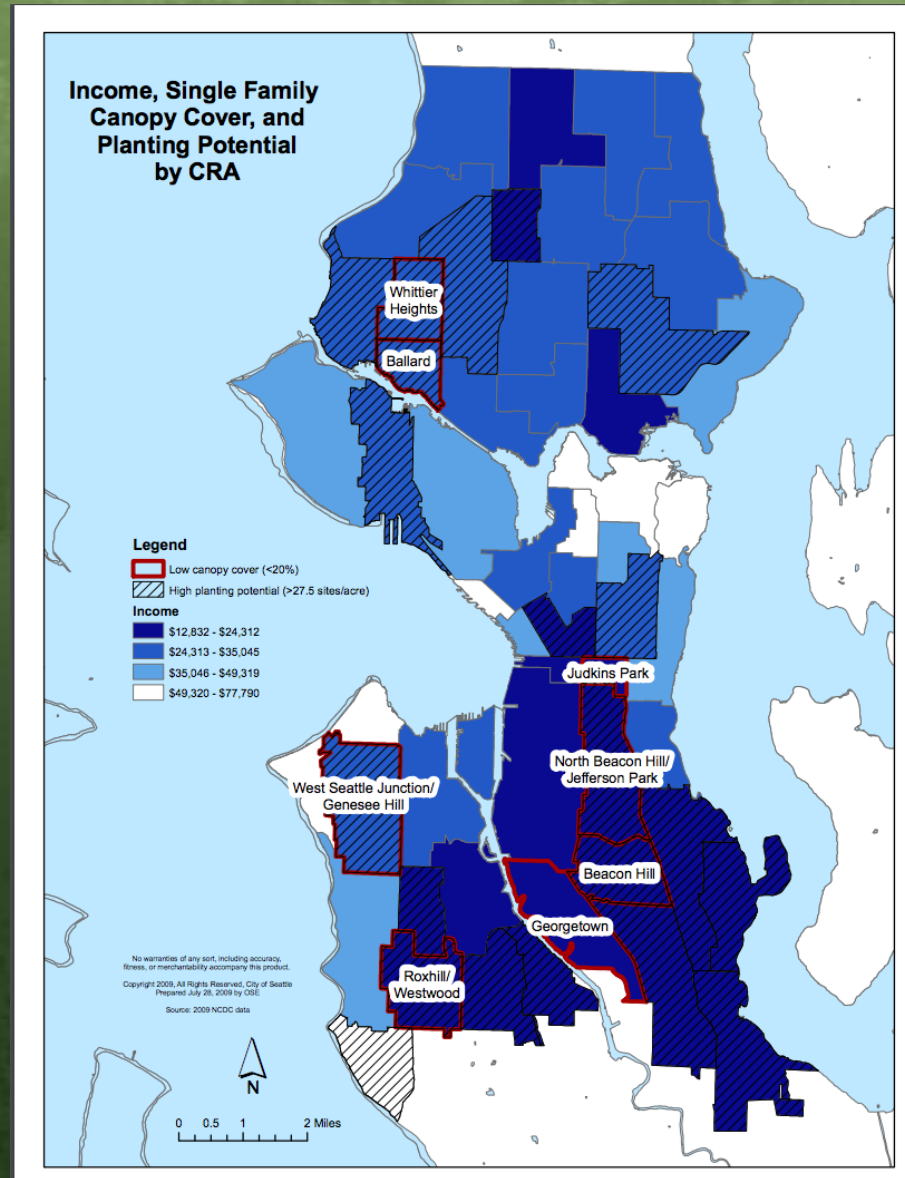 Income, Single Family
Canopy Cover, and
Planting Potential
by CRA
Whittier
Heights
Ballard
Legend
Low canopy cover (<20%)
High planting potential (>27.5 sites/acre)
Income
$12,832 - $24,312
$24,313 - $35,045
$35,046 - $49,319
$49,320 - $77,790
Judkins Park
North Beacon Hill/
Jefferson Park
West Seattle Junction/
Genesee Hill
Beacon Hill
Georgetown
Roxhill/
Westwood
No warranties of any sort, including accuracy,
fitness, or merchantability accompany this product.
Copyright 2009, All Rights Reserved, City of Seattle
Prepared July 28, 2009 by OSE
Source: 2009 NCDC data
N
0 0.5 1 2 Miles